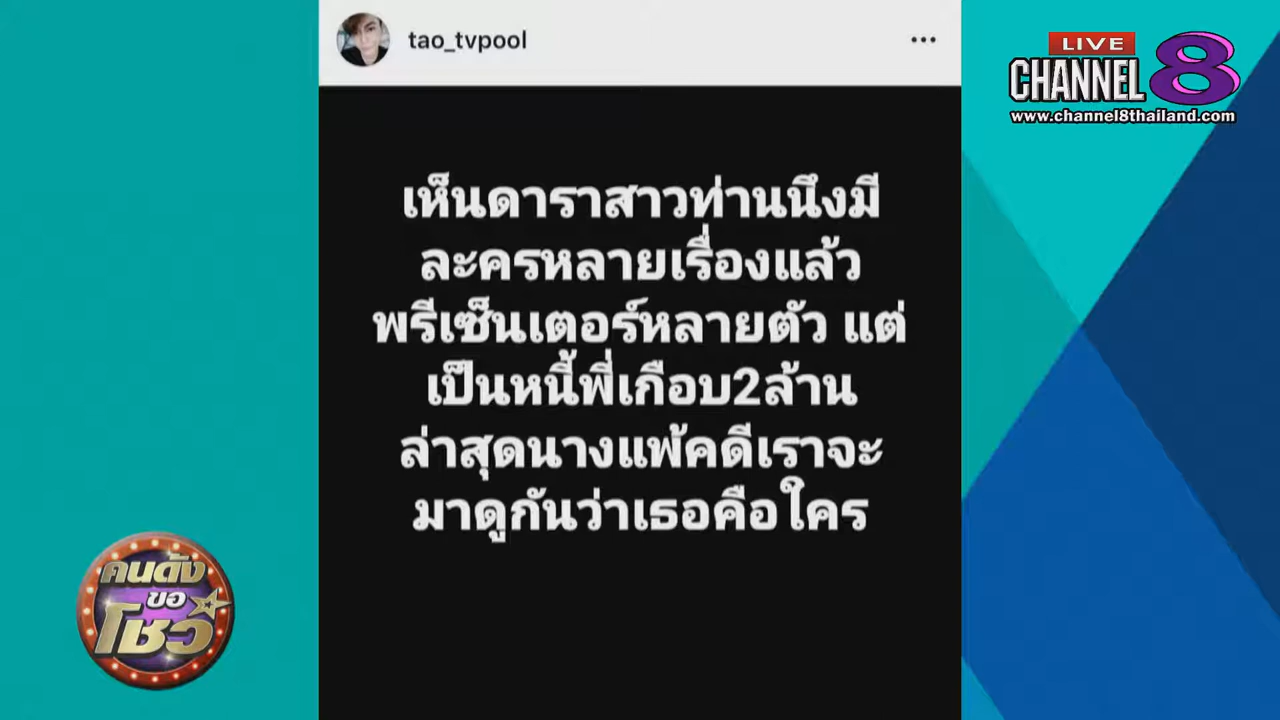 tao_tvpool
LIVE
CHANNEL 8
www.channel8thailand.com
เห็นดาราสาวท่านนึงมี
ละครหลายเรื่องแล้ว
พรีเซ็นเตอร์หลายตัว แต่
เป็นหนี้พี่เกือบ2ล้าน
ล่าสุดนางแพ้คดีเราจะ
มาดูกันว่าเธอคือใคร
คนดัง
ขอ
โชว์